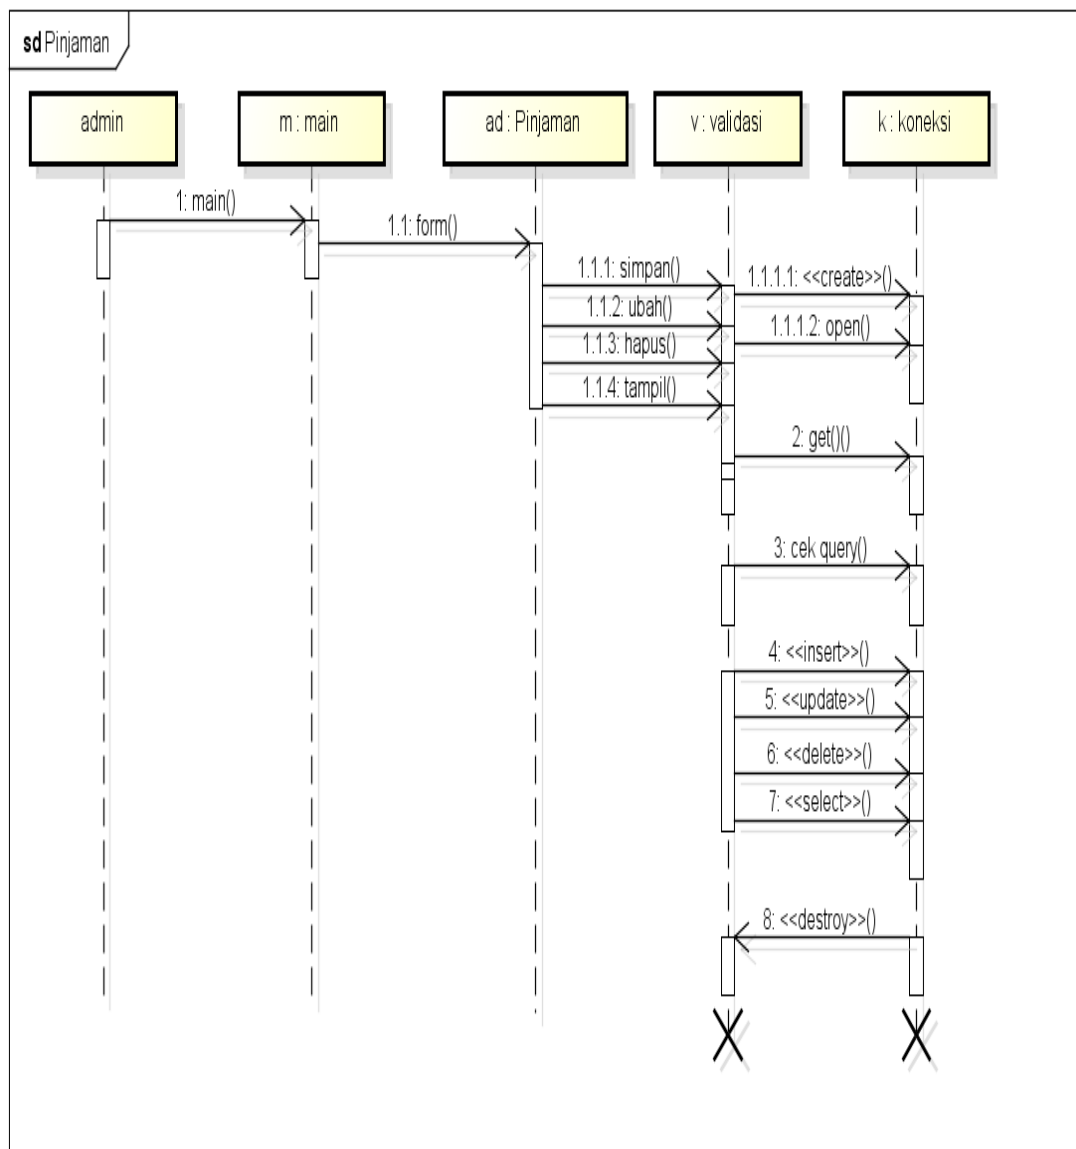 sd Pinjaman
admin
m : main
ad : Pinjaman
v : validasi
k : koneksi
1: main()
1.1: form()
1.1.1: simpan()
1.1.1.1: <<create>>()
1.1.2: ubah()
1.1.1.2: open()
1.1.3: hapus()
1.1.4: tampil()
2: get()()
3: cek query()
4: <<insert>>()
5: <<update>>()
6: <<delete>>()
7: <<select>>()
8: <<destroy>>()